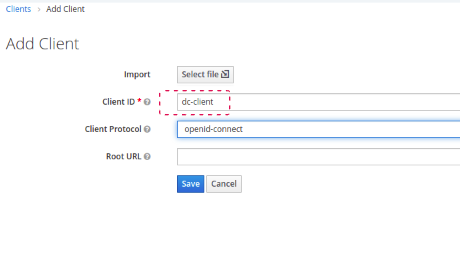 Clients › Add Client
Add Client
Import Select file
Client ID * dc-client
Client Protocol openid-connect
Root URL
Save Cancel